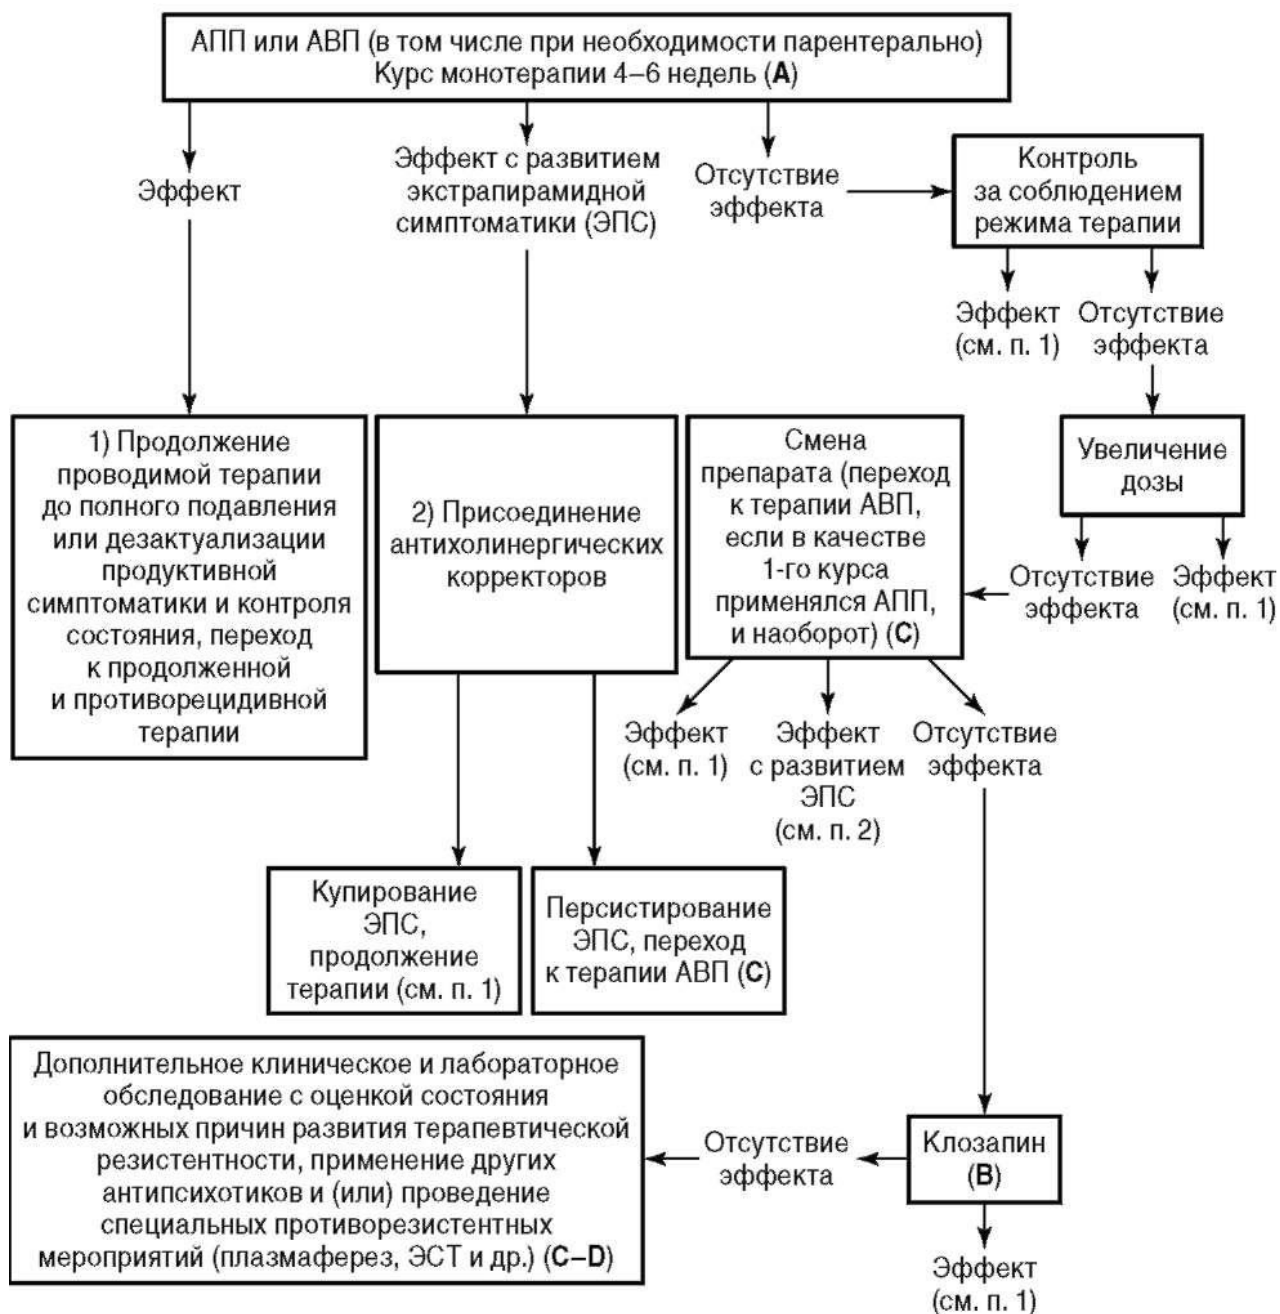 АПП или АВП (в том числе при необходимости парентерально)
Курс монотерапии 4–6 недель (А)
Эффект
Эффект с развитием
экстрапирамидной
симптоматики (ЭПС)
Отсутствие
эффекта
Контроль
за соблюдением
режима терапии
Эффект
(см. п. 1)
Отсутствие
эффекта
Увеличение
дозы
Отсутствие
эффекта
Эффект
(см. п. 1)
1) Продолжение
проводимой терапии
до полного подавления
или дезактуализации
продуктивной
симптоматики и контроля
состояния, переход
к продолженной
и противорецидивной
терапии
2) Присоединение
антихолинергических
корректоров
Смена
препарата (переход
к терапии АВП,
если в качестве
1-го курса
применялся АПП,
и наоборот) (С)
Эффект
(см. п. 1)
Эффект
с развитием
ЭПС
(см. п. 2)
Отсутствие
эффекта
Купирование
ЭПС,
продолжение
терапии (см. п. 1)
Персистирование
ЭПС, переход
к терапии АВП (С)
Клозапин
(В)
Эффект
(см. п. 1)
Отсутствие
эффекта
Дополнительное клиническое и лабораторное
обследование с оценкой состояния
и возможных причин развития терапевтической
резистентности, применение других
антипсихотиков и (или) проведение
специальных противорезистентных
мероприятий (плазмаферез, ЭСТ и др.) (C–D)